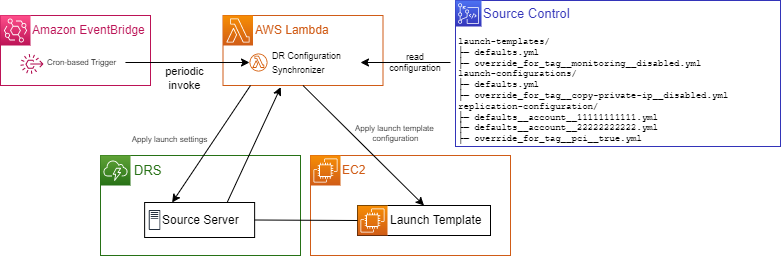 Amazon EventBridge
Cron-based Trigger
periodic
invoke
AWS Lambda
DR Configuration
Synchronizer
read
configuration
Source Control
launch-templates/
├─ defaults.yml
├─ override_for_tag__monitoring__disabled.yml
launch-configurations/
├─ defaults.yml
├─ override_for_tag__copy-private-ip__disabled.yml
replication-configuration/
├─ defaults__account__11111111111.yml
├─ defaults__account__22222222222.yml
├─ override_for_tag__pci__true.yml
Apply launch settings
Apply launch template
configuration
DRS
Source Server
EC2
Launch Template